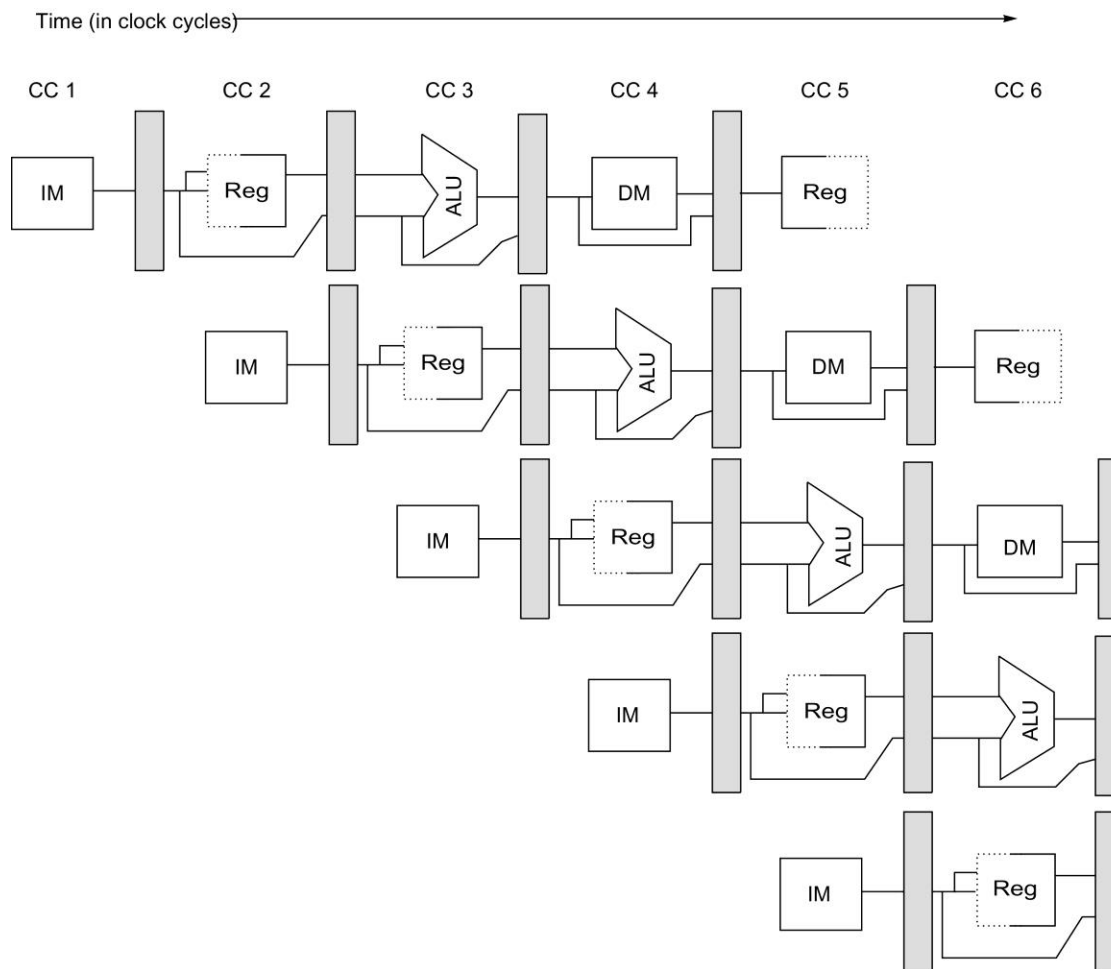 Time (in clock cycles)
CC 1 CC 2 CC 3 CC 4 CC 5 CC 6
IM Reg ALU DM Reg
IM Reg ALU DM Reg
IM Reg ALU DM
IM Reg ALU
IM Reg